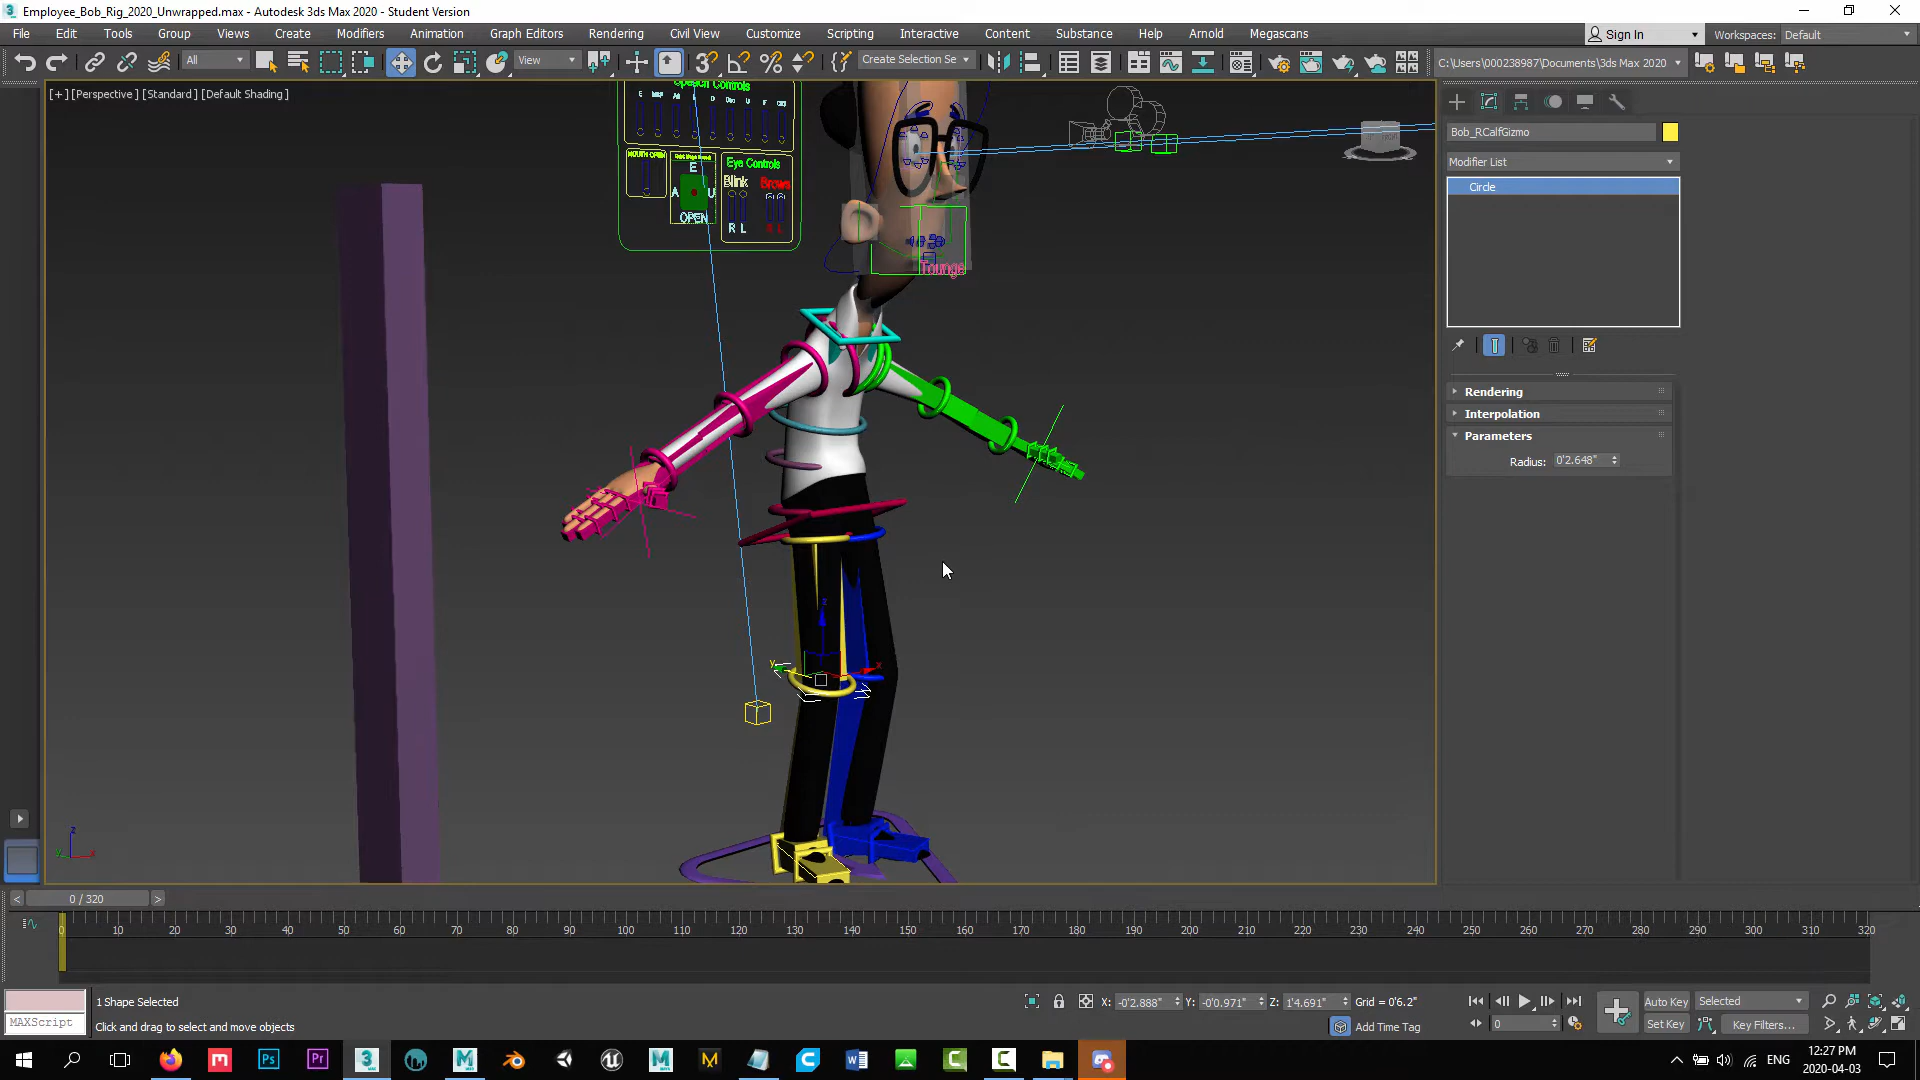 Employee_Bob_Rig_2020_Unwrapped.max - Autodesk 3ds Max 2020 - Student Version
File Edit Tools Group Views Create Modifiers Animation Graph Editors Rendering Civil View Customize Scripting Interactive Content Substance Help Arnold Megascans
Sign In
Workspaces: Default
All
View
Create Selection Se
C:\Users\000238987\Documents\3ds Max 2020
[+] [Perspective] [Standard] [Default Shading]
Speech Controls
MOUTH OPEN
E
A U
OPEN
Eye Controls
Blink Brows
R L R L
Tounge
Bob_RCalfGizmo
Modifier List
Circle
Rendering
Interpolation
Parameters
Radius: 0'2.648"
z
y x
z
y x
< 0 / 320 >
0 10 20 30 40 50 60 70 80 90 100 110 120 130 140 150 160 170 180 190 200 210 220 230 240 250 260 270 280 290 300 310 320
1 Shape Selected
X: -0'2.888" Y: -0'0.971" Z: 1'4.691" Grid = 0'6.2"
Auto Key Selected
MAXScript
Click and drag to select and move objects
Add Time Tag
0
Set Key Key Filters...
ENG
12:27 PM
2020-04-03